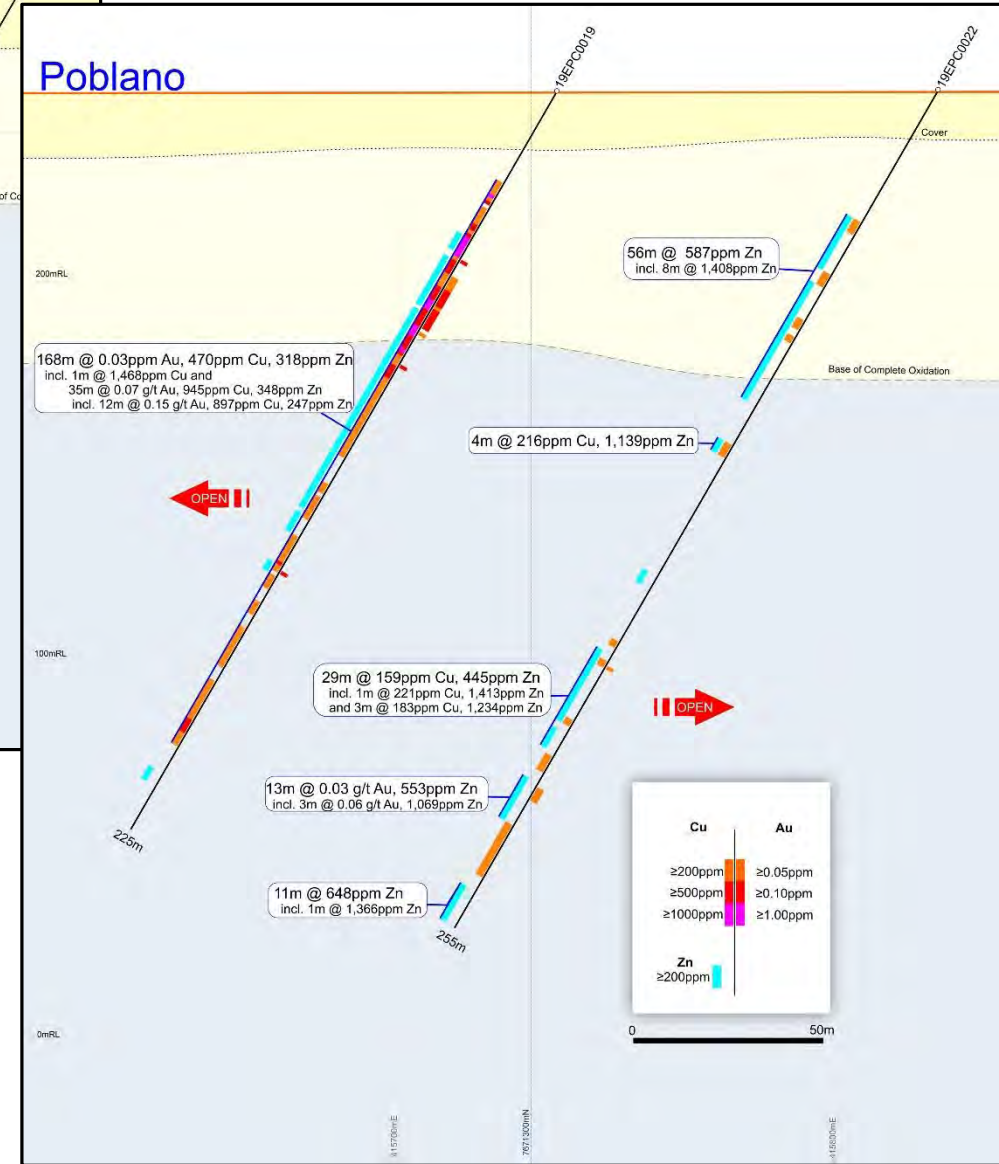 Poblano
19EPC0019
19EPC0022
Cover
of Co
200mRL
56m @ 587ppm Zn
incl. 8m @ 1,408ppm Zn
Base of Complete Oxidation
168m @ 0.03ppm Au, 470ppm Cu, 318ppm Zn
incl. 1m @ 1,468ppm Cu and
35m @ 0.07 g/t Au, 945ppm Cu, 348ppm Zn
incl. 12m @ 0.15 g/t Au, 897ppm Cu, 247ppm Zn
4m @ 216ppm Cu, 1,139ppm Zn
OPEN
100mRL
29m @ 159ppm Cu, 445ppm Zn
incl. 1m @ 221ppm Cu, 1,413ppm Zn
and 3m @ 183ppm Cu, 1,234ppm Zn
OPEN
13m @ 0.03 g/t Au, 553ppm Zn
incl. 3m @ 0.06 g/t Au, 1,069ppm Zn
225m
11m @ 648ppm Zn
incl. 1m @ 1,366ppm Zn
255m
Cu Au
≥200ppm ≥0.05ppm
≥500ppm ≥0.10ppm
≥1000ppm ≥1.00ppm
Zn
≥200ppm
0 50m
0mRL
7671300mN